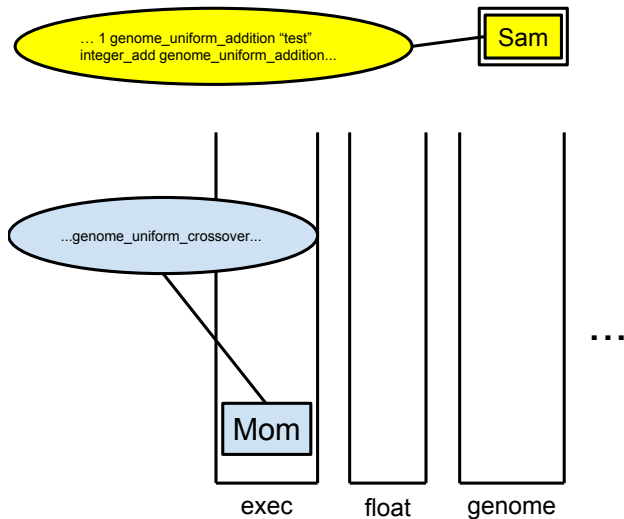 ... 1 genome_uniform_addition “test”
integer_add genome_uniform_addition...
Sam
...genome_uniform_crossover...
...
Mom
exec
float
genome